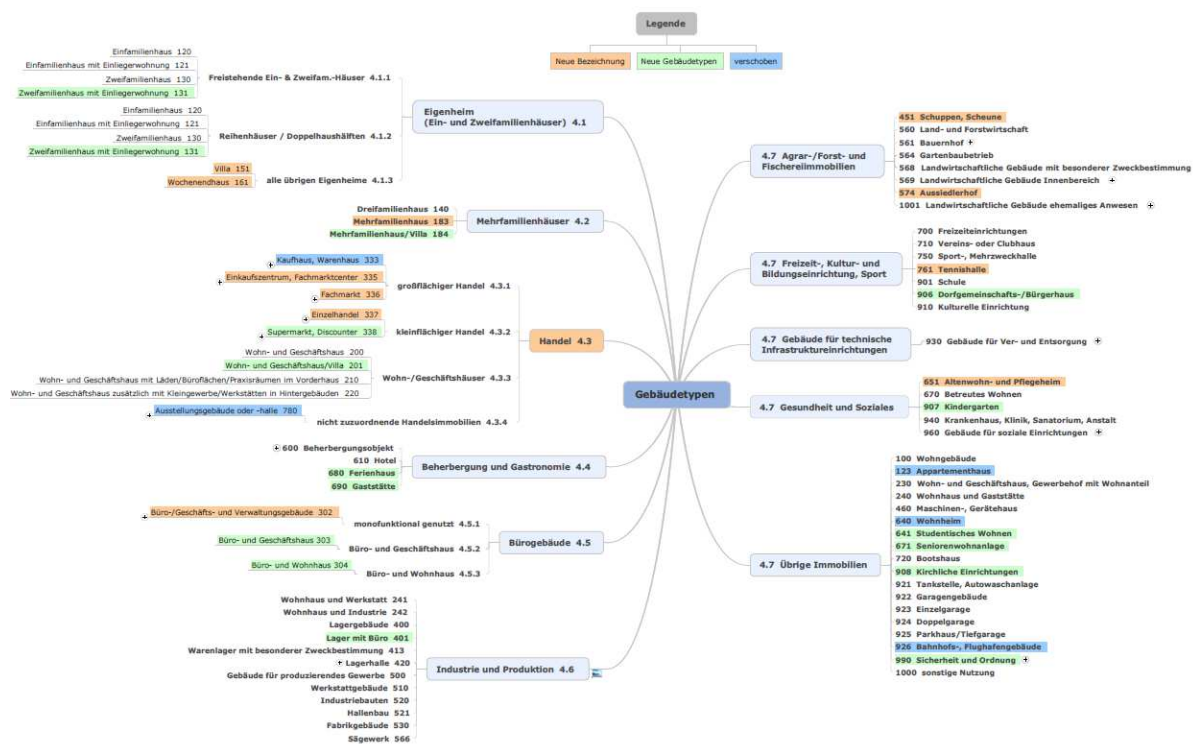 Legende
Neue Bezeichnung
Neue Gebäudetypen
verschoben
Gebäudetypen
Eigenheim
(Ein- und Zweifamilienhäuser) 4.1
Freistehende Ein- & Zweifam.-Häuser 4.1.1
Einfamilienhaus 120
Einfamilienhaus mit Einliegerwohnung 121
Zweifamilienhaus 130
Zweifamilienhaus mit Einliegerwohnung 131
Reihenhäuser / Doppelhaushälften 4.1.2
Einfamilienhaus 120
Einfamilienhaus mit Einliegerwohnung 121
Zweifamilienhaus 130
Zweifamilienhaus mit Einliegerwohnung 131
alle übrigen Eigenheime 4.1.3
Villa 151
Wochenendhaus 161
Mehrfamilienhäuser 4.2
Dreifamilienhaus 140
Mehrfamilienhaus 183
Mehrfamilienhaus/Villa 184
Handel 4.3
großflächiger Handel 4.3.1
Kaufhaus, Warenhaus 333
Einkaufszentrum, Fachmarktcenter 335
Fachmarkt 336
kleinflächiger Handel 4.3.2
Einzelhandel 337
Supermarkt, Discounter 338
Wohn-/Geschäftshäuser 4.3.3
Wohn- und Geschäftshaus 200
Wohn- und Geschäftshaus/Villa 201
Wohn- und Geschäftshaus mit Läden/Büroflächen/Praxisräumen im Vorderhaus 210
Wohn- und Geschäftshaus zusätzlich mit Kleingewerbe/Werkstätten in Hintergebäuden 220
nicht zuzuordnende Handelsimmobilien 4.3.4
Ausstellungsgebäude oder -halle 780
Beherbergung und Gastronomie 4.4
600 Beherbergungsobjekt
610 Hotel
680 Ferienhaus
690 Gaststätte
Bürogebäude 4.5
monofunktional genutzt 4.5.1
Büro-/Geschäfts- und Verwaltungsgebäude 302
Büro- und Geschäftshaus 4.5.2
Büro- und Geschäftshaus 303
Büro- und Wohnhaus 4.5.3
Büro- und Wohnhaus 304
Industrie und Produktion 4.6
Wohnhaus und Werkstatt 241
Wohnhaus und Industrie 242
Lagergebäude 400
Lager mit Büro 401
Warenlager mit besonderer Zweckbestimmung 413
Lagerhalle 420
Gebäude für produzierendes Gewerbe 500
Werkstattgebäude 510
Industriebauten 520
Hallenbau 521
Fabrikgebäude 530
Sägewerk 566
4.7 Agrar-/Forst- und
Fischereiimmobilien
451 Schuppen, Scheune
560 Land- und Forstwirtschaft
561 Bauernhof
564 Gartenbaubetrieb
568 Landwirtschaftliche Gebäude mit besonderer Zweckbestimmung
569 Landwirtschaftliche Gebäude Innenbereich
574 Aussiedlerhof
1001 Landwirtschaftliche Gebäude ehemaliges Anwesen
4.7 Freizeit-, Kultur- und
Bildungseinrichtung, Sport
700 Freizeiteinrichtungen
710 Vereins- oder Clubhaus
750 Sport-, Mehrzweckhalle
761 Tennishalle
901 Schule
906 Dorfgemeinschafts-/Bürgerhaus
910 Kulturelle Einrichtung
4.7 Gebäude für technische
Infrastruktureinrichtungen
930 Gebäude für Ver- und Entsorgung
4.7 Gesundheit und Soziales
651 Altenwohn- und Pflegeheim
670 Betreutes Wohnen
907 Kindergarten
940 Krankenhaus, Klinik, Sanatorium, Anstalt
960 Gebäude für soziale Einrichtungen
4.7 Übrige Immobilien
100 Wohngebäude
123 Appartementhaus
230 Wohn- und Geschäftshaus, Gewerbehof mit Wohnanteil
240 Wohnhaus und Gaststätte
460 Maschinen-, Gerätehaus
640 Wohnheim
641 Studentisches Wohnen
671 Seniorenwohnanlage
720 Bootshaus
908 Kirchliche Einrichtungen
921 Tankstelle, Autowaschanlage
922 Garagengebäude
923 Einzelgarage
924 Doppelgarage
925 Parkhaus/Tiefgarage
926 Bahnhofs-, Flughafengebäude
990 Sicherheit und Ordnung
1000 sonstige Nutzung